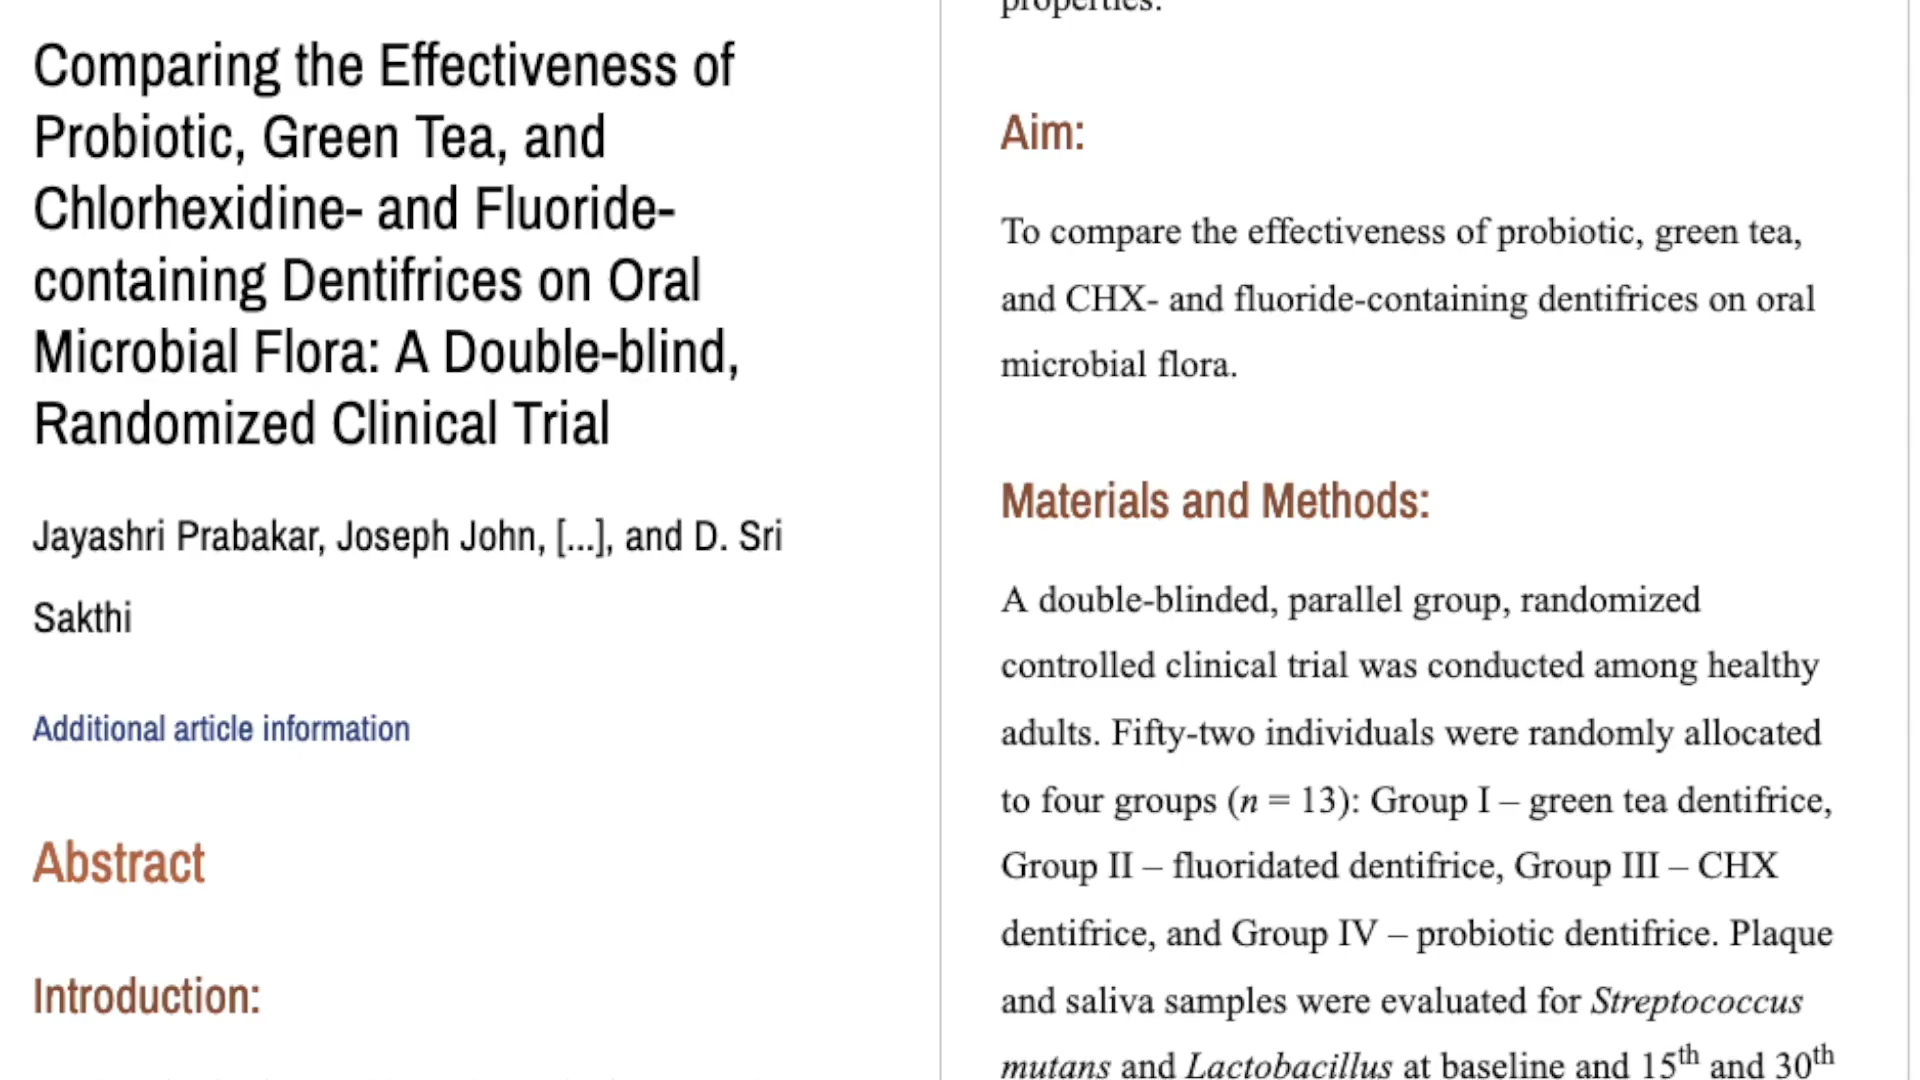 Comparing the Effectiveness of
Probiotic, Green Tea, and
Chlorhexidine- and Fluoride-
containing Dentifrices on Oral
Microbial Flora: A Double-blind,
Randomized Clinical Trial
Jayashri Prabakar, Joseph John, [...], and D. Sri
Sakthi
Additional article information
Abstract
Introduction:
properties.
Aim:
To compare the effectiveness of probiotic, green tea,
and CHX- and fluoride-containing dentifrices on oral
microbial flora.
Materials and Methods:
A double-blinded, parallel group, randomized
controlled clinical trial was conducted among healthy
adults. Fifty-two individuals were randomly allocated
to four groups (n = 13): Group I – green tea dentifrice,
Group II – fluoridated dentifrice, Group III – CHX
dentifrice, and Group IV – probiotic dentifrice. Plaque
and saliva samples were evaluated for Streptococcus
mutans and Lactobacillus at baseline and 15th and 30th